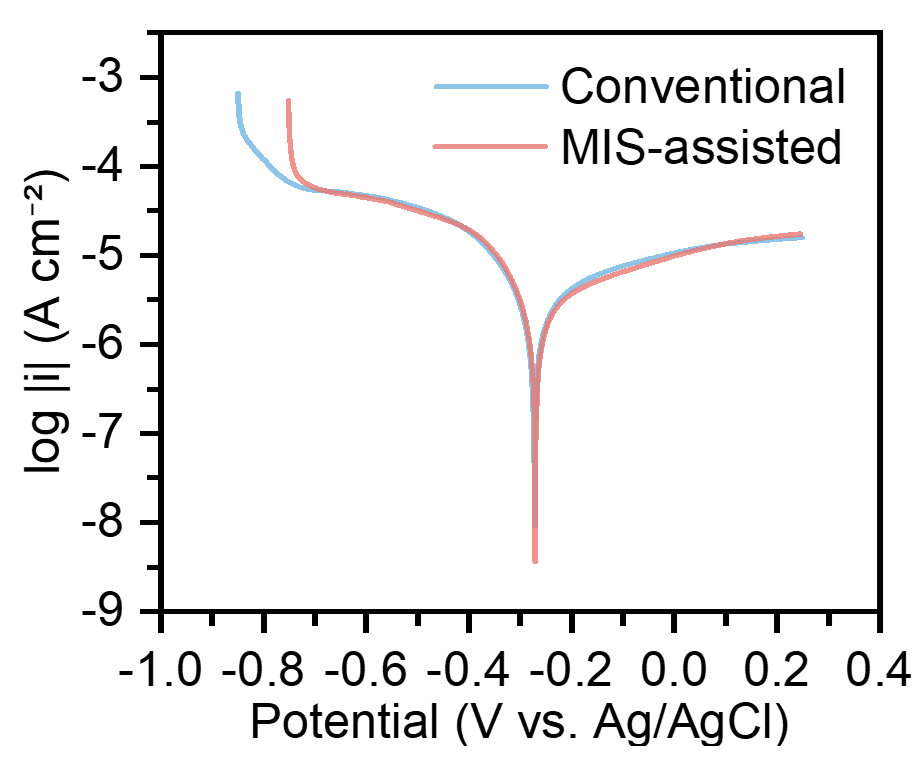 Conventional
MIS-assisted
log |i| (A cm⁻²)
-3
-4
-5
-6
-7
-8
-9
-1.0 -0.8 -0.6 -0.4 -0.2 0.0 0.2 0.4
Potential (V vs. Ag/AgCl)